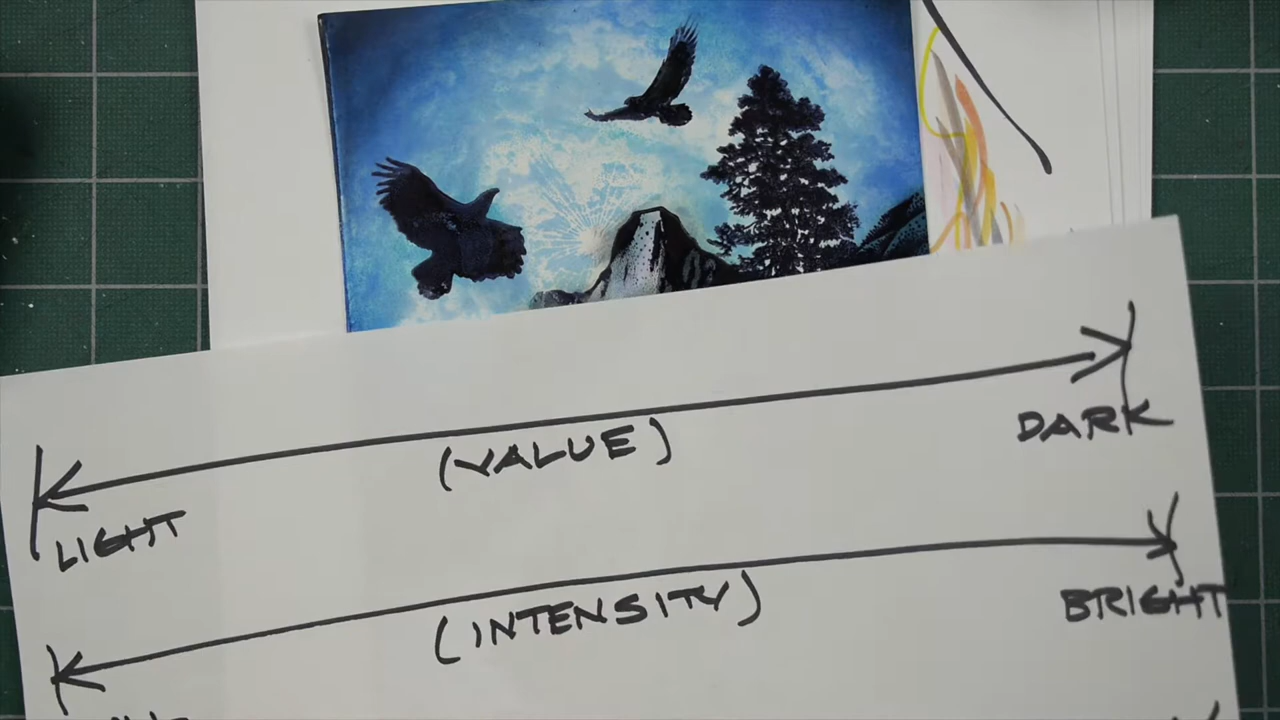 (VALUE)
DARK
LIGHT
(INTENSITY)
BRIGHT